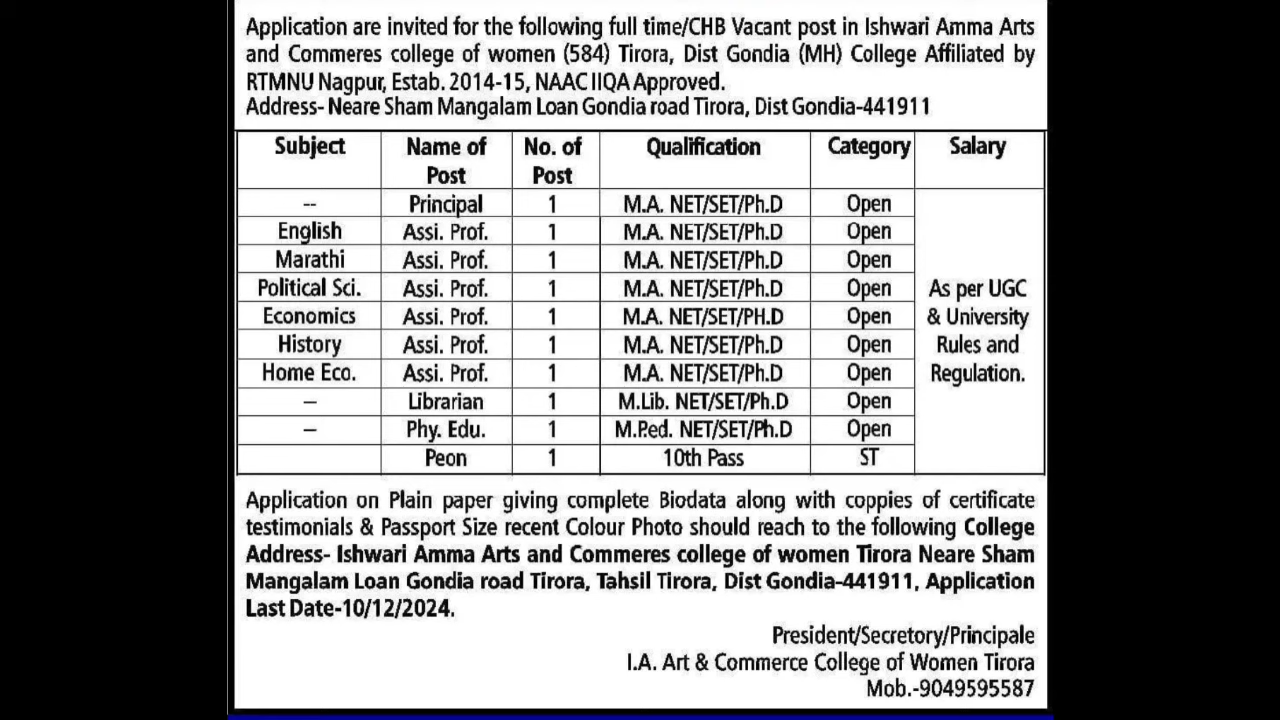 Application are invited for the following full time/CHB Vacant post in Ishwari Amma Arts
and Commeres college of women (584) Tirora, Dist Gondia (MH) College Affiliated by
RTMNU Nagpur, Estab. 2014-15, NAAC IIQA Approved.
Address- Neare Sham Mangalam Loan Gondia road Tirora, Dist Gondia-441911
Subject Name of Post No. of Post Qualification Category Salary
-- Principal 1 M.A. NET/SET/Ph.D Open
English Assi. Prof. 1 M.A. NET/SET/Ph.D Open
Marathi Assi. Prof. 1 M.A. NET/SET/Ph.D Open
Political Sci. Assi. Prof. 1 M.A. NET/SET/Ph.D Open As per UGC
Economics Assi. Prof. 1 M.A. NET/SET/PH.D Open & University
History Assi. Prof. 1 M.A. NET/SET/Ph.D Open Rules and
Home Eco. Assi. Prof. 1 M.A. NET/SET/Ph.D Open Regulation.
– Librarian 1 M.Lib. NET/SET/Ph.D Open
– Phy. Edu. 1 M.P.ed. NET/SET/Ph.D Open
Peon 1 10th Pass ST
Application on Plain paper giving complete Biodata along with coppies of certificate
testimonials & Passport Size recent Colour Photo should reach to the following College
Address- Ishwari Amma Arts and Commeres college of women Tirora Neare Sham
Mangalam Loan Gondia road Tirora, Tahsil Tirora, Dist Gondia-441911, Application
Last Date-10/12/2024.
President/Secretory/Principale
I.A. Art & Commerce College of Women Tirora
Mob.-9049595587